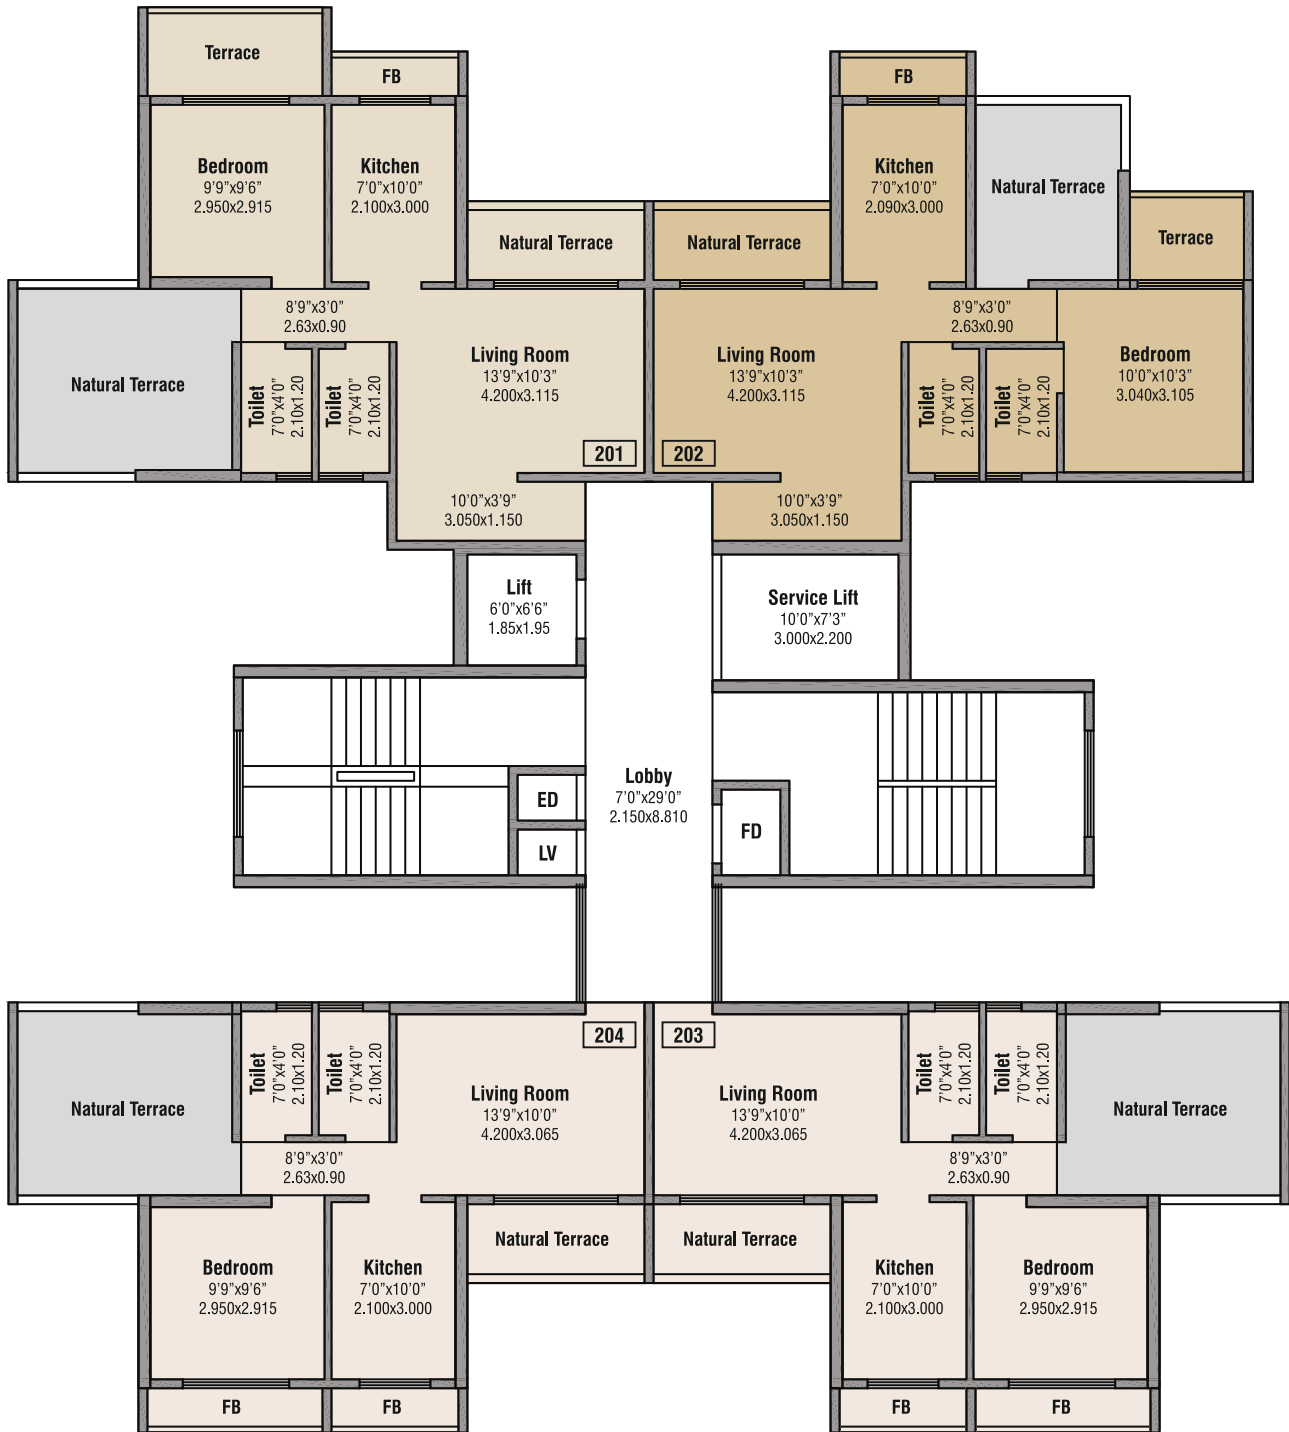 Terrace
FB
Bedroom
9'9"x9'6"
2.950x2.915
Kitchen
7'0"x10'0"
2.100x3.000
Natural Terrace
Natural Terrace
8'9"x3'0"
2.63x0.90
Toilet
7'0"x4'0"
2.10x1.20
Toilet
7'0"x4'0"
2.10x1.20
Living Room
13'9"x10'3"
4.200x3.115
201
10'0"x3'9"
3.050x1.150
FB
Kitchen
7'0"x10'0"
2.090x3.000
Natural Terrace
Natural Terrace
Terrace
8'9"x3'0"
2.63x0.90
Living Room
13'9"x10'3"
4.200x3.115
202
Toilet
7'0"x4'0"
2.10x1.20
Toilet
7'0"x4'0"
2.10x1.20
Bedroom
10'0"x10'3"
3.040x3.105
10'0"x3'9"
3.050x1.150
Lift
6'0"x6'6"
1.85x1.95
Service Lift
10'0"x7'3"
3.000x2.200
Lobby
7'0"x29'0"
2.150x8.810
ED
LV
FD
204
Natural Terrace
Toilet
7'0"x4'0"
2.10x1.20
Toilet
7'0"x4'0"
2.10x1.20
Living Room
13'9"x10'0"
4.200x3.065
8'9"x3'0"
2.63x0.90
Bedroom
9'9"x9'6"
2.950x2.915
Kitchen
7'0"x10'0"
2.100x3.000
Natural Terrace
FB
FB
203
Living Room
13'9"x10'0"
4.200x3.065
Toilet
7'0"x4'0"
2.10x1.20
Toilet
7'0"x4'0"
2.10x1.20
Natural Terrace
8'9"x3'0"
2.63x0.90
Natural Terrace
Kitchen
7'0"x10'0"
2.100x3.000
Bedroom
9'9"x9'6"
2.950x2.915
FB
FB